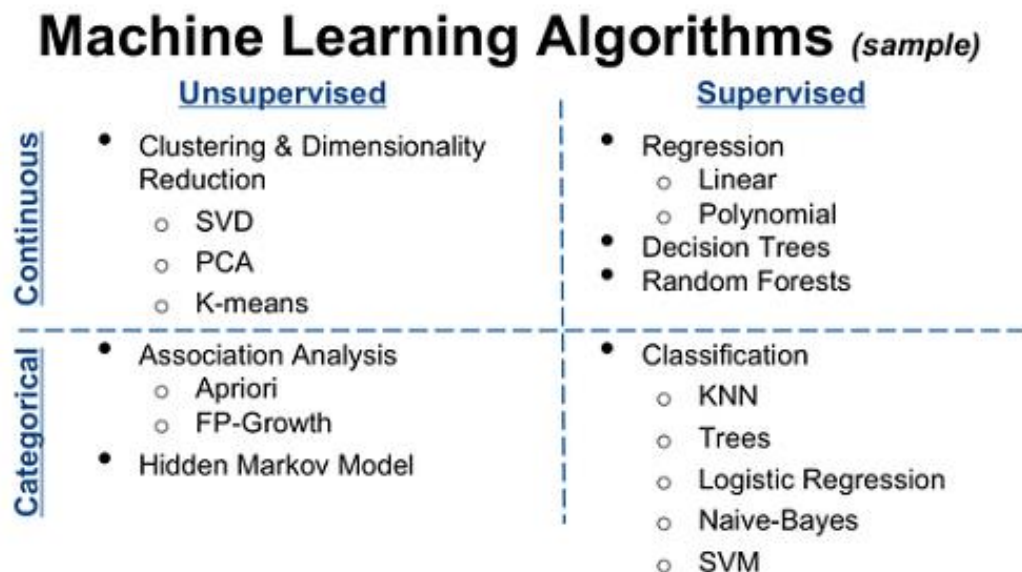 Machine Learning Algorithms (sample)
Unsupervised
Supervised
Continuous
• Clustering & Dimensionality
Reduction
o SVD
o PCA
o K-means
• Regression
o Linear
o Polynomial
• Decision Trees
• Random Forests
Categorical
• Association Analysis
o Apriori
o FP-Growth
• Hidden Markov Model
• Classification
o KNN
o Trees
o Logistic Regression
o Naive-Bayes
o SVM